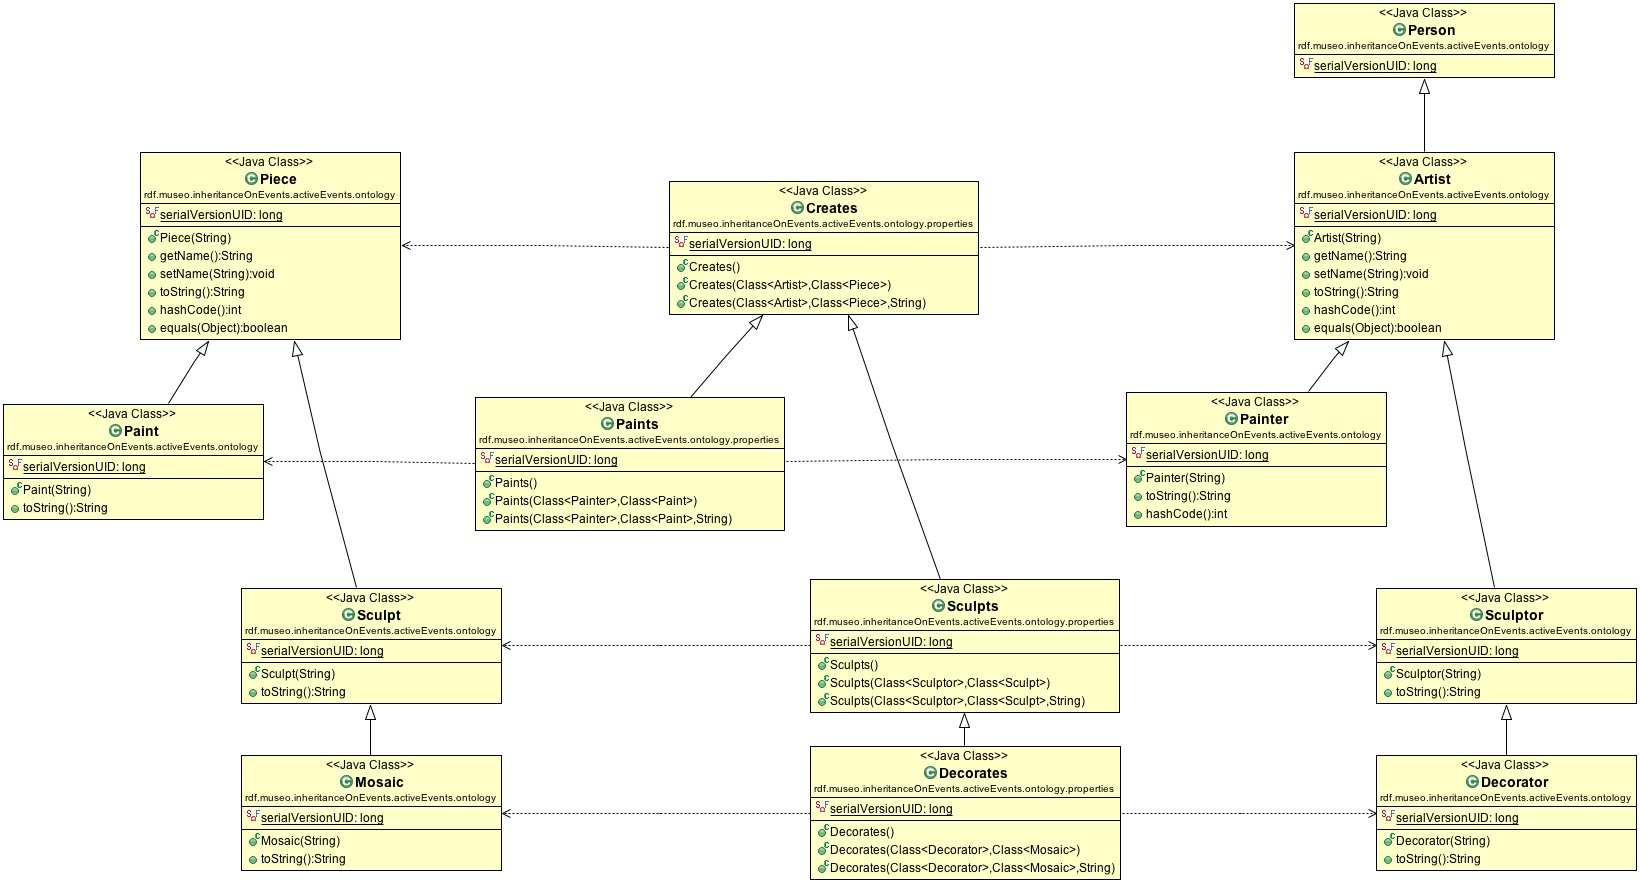 <<Java Class>>
Person
rdf.museo.inheritanceOnEvents.activeEvents.ontology
serialVersionUID: long
<<Java Class>>
Piece
rdf.museo.inheritanceOnEvents.activeEvents.ontology
serialVersionUID: long
Piece(String)
getName():String
setName(String):void
toString():String
hashCode():int
equals(Object):boolean
<<Java Class>>
Creates
rdf.museo.inheritanceOnEvents.activeEvents.ontology.properties
serialVersionUID: long
Creates()
Creates(Class<Artist>,Class<Piece>)
Creates(Class<Artist>,Class<Piece>,String)
<<Java Class>>
Artist
rdf.museo.inheritanceOnEvents.activeEvents.ontology
serialVersionUID: long
Artist(String)
getName():String
setName(String):void
toString():String
hashCode():int
equals(Object):boolean
<<Java Class>>
Paint
rdf.museo.inheritanceOnEvents.activeEvents.ontology
serialVersionUID: long
Paint(String)
toString():String
<<Java Class>>
Paints
rdf.museo.inheritanceOnEvents.activeEvents.ontology.properties
serialVersionUID: long
Paints()
Paints(Class<Painter>,Class<Paint>)
Paints(Class<Painter>,Class<Paint>,String)
<<Java Class>>
Painter
rdf.museo.inheritanceOnEvents.activeEvents.ontology
serialVersionUID: long
Painter(String)
toString():String
hashCode():int
<<Java Class>>
Sculpt
rdf.museo.inheritanceOnEvents.activeEvents.ontology
serialVersionUID: long
Sculpt(String)
toString():String
<<Java Class>>
Sculpts
rdf.museo.inheritanceOnEvents.activeEvents.ontology.properties
serialVersionUID: long
Sculpts()
Sculpts(Class<Sculptor>,Class<Sculpt>)
Sculpts(Class<Sculptor>,Class<Sculpt>,String)
<<Java Class>>
Sculptor
rdf.museo.inheritanceOnEvents.activeEvents.ontology
serialVersionUID: long
Sculptor(String)
toString():String
<<Java Class>>
Mosaic
rdf.museo.inheritanceOnEvents.activeEvents.ontology
serialVersionUID: long
Mosaic(String)
toString():String
<<Java Class>>
Decorates
rdf.museo.inheritanceOnEvents.activeEvents.ontology.properties
serialVersionUID: long
Decorates()
Decorates(Class<Decorator>,Class<Mosaic>)
Decorates(Class<Decorator>,Class<Mosaic>,String)
<<Java Class>>
Decorator
rdf.museo.inheritanceOnEvents.activeEvents.ontology
serialVersionUID: long
Decorator(String)
toString():String